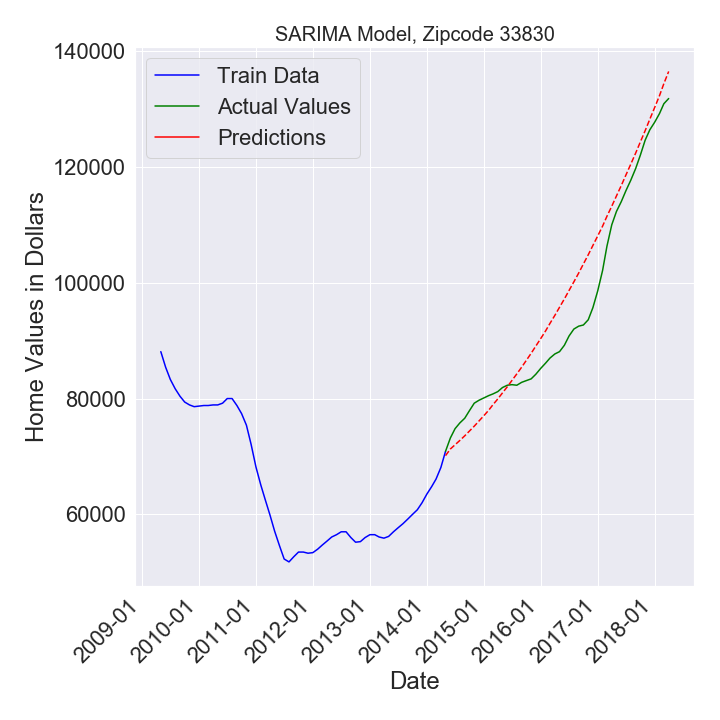 SARIMA Model, Zipcode 33830
140000
120000
100000
80000
60000
Home Values in Dollars
Train Data
Actual Values
Predictions
2009-01
2010-01
2011-01
2012-01
2013-01
2014-01
2015-01
2016-01
2017-01
2018-01
Date